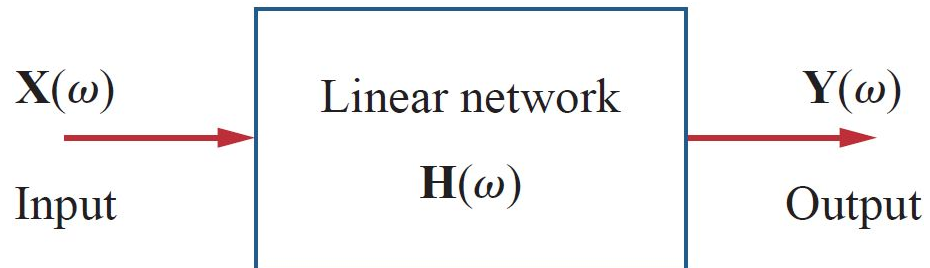 X(ω)
Input
Linear network
H(ω)
Y(ω)
Output